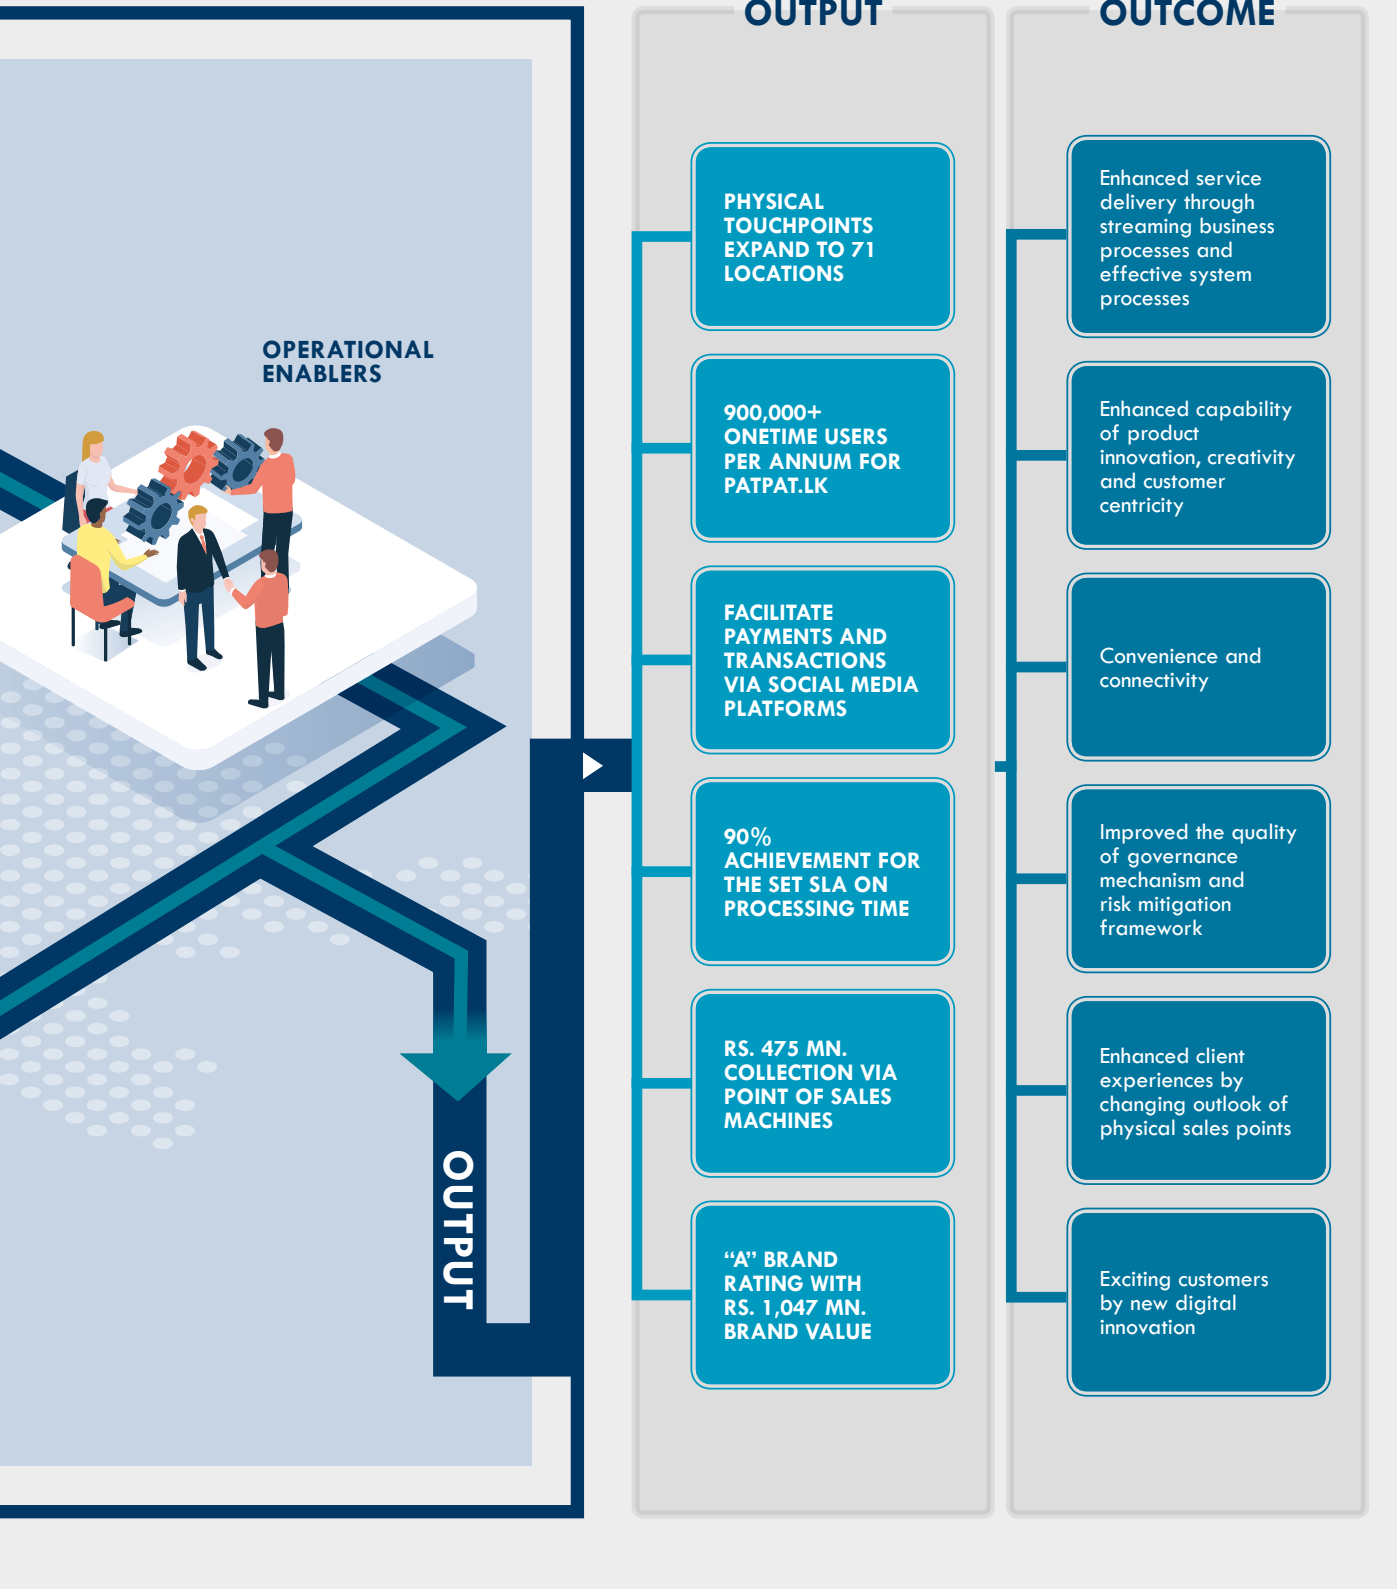 OPERATIONAL
ENABLERS
OUTPUT
OUTPUT
PHYSICAL
TOUCHPOINTS
EXPAND TO 71
LOCATIONS
900,000+
ONETIME USERS
PER ANNUM FOR
PATPAT.LK
FACILITATE
PAYMENTS AND
TRANSACTIONS
VIA SOCIAL MEDIA
PLATFORMS
90%
ACHIEVEMENT FOR
THE SET SLA ON
PROCESSING TIME
RS. 475 MN.
COLLECTION VIA
POINT OF SALES
MACHINES
“A” BRAND
RATING WITH
RS. 1,047 MN.
BRAND VALUE
OUTCOME
Enhanced service
delivery through
streaming business
processes and
effective system
processes
Enhanced capability
of product
innovation, creativity
and customer
centricity
Convenience and
connectivity
Improved the quality
of governance
mechanism and
risk mitigation
framework
Enhanced client
experiences by
changing outlook of
physical sales points
Exciting customers
by new digital
innovation